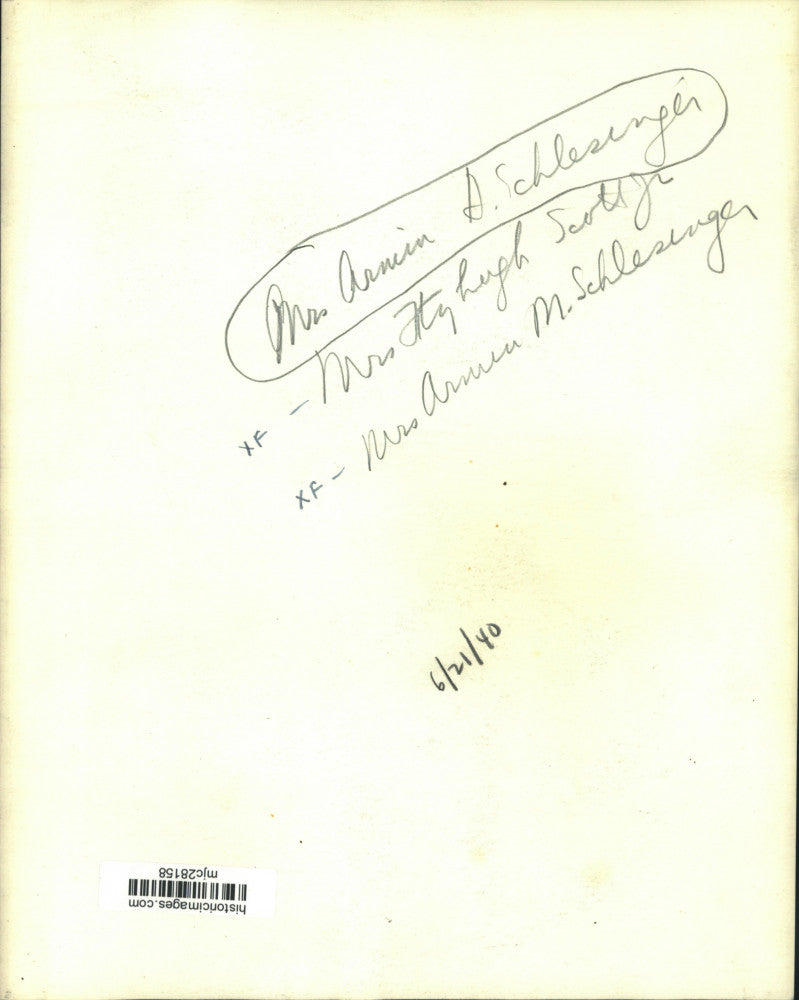 Mrs Armin A. Schlesinger
XF - Mrs Hugh Scott Jr
XF - Mrs Armin M. Schlesinger
6/21/40
mjc28158
historicimages.com